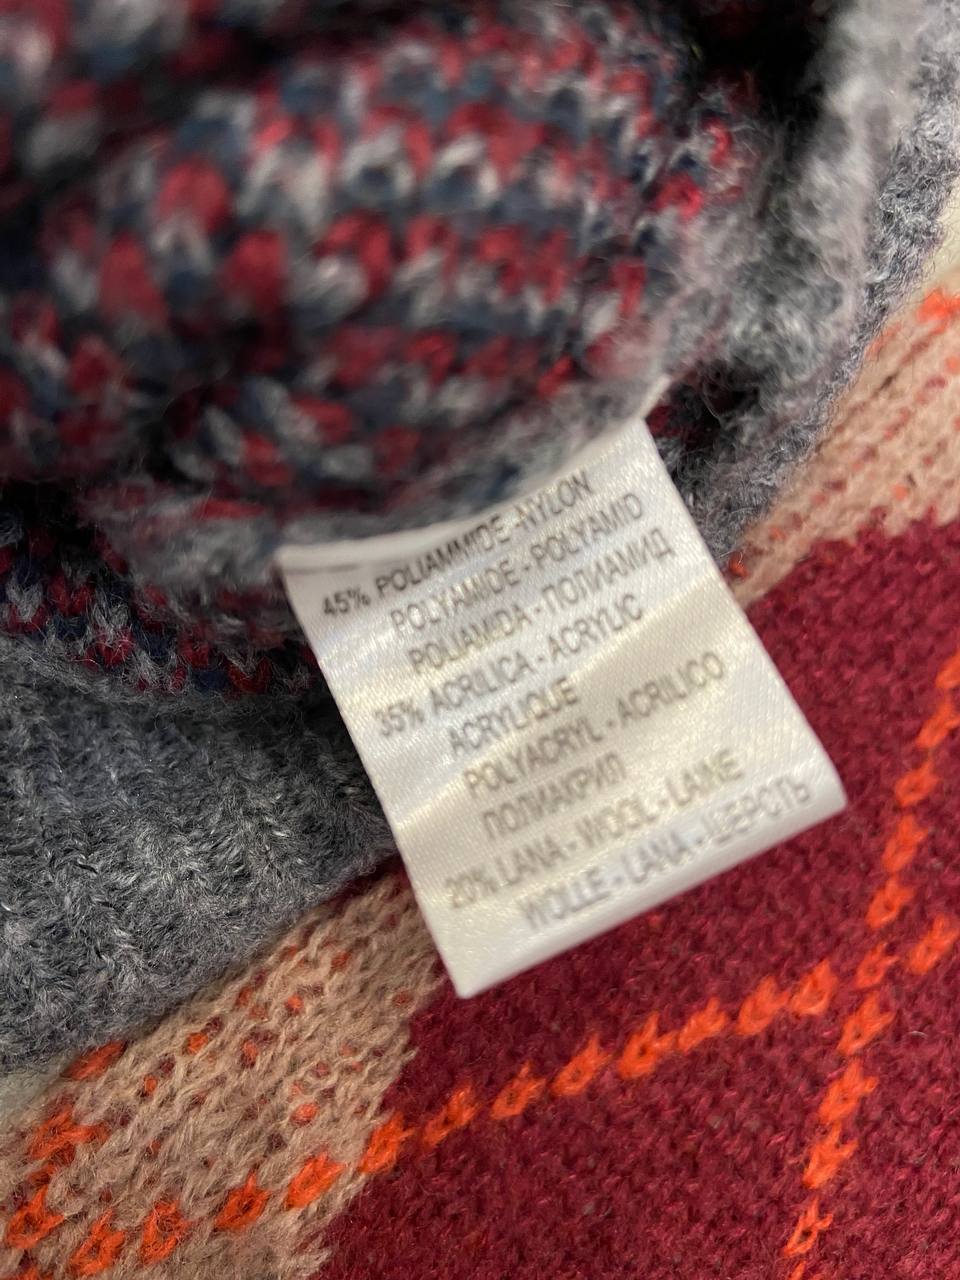 45% POLIAMMIDE-NYLON
POLYAMIDE - POLYAMID
POLIAMIDA - ПОЛИАМИД
35% ACRILICA - ACRYLIC
ACRYLIQUE
POLYACRYL - ACRILICO
ПОЛИАКРИЛ
20% LANA - WOOL - LAINE
WOLLE - LANA - ШЕРСТЬ